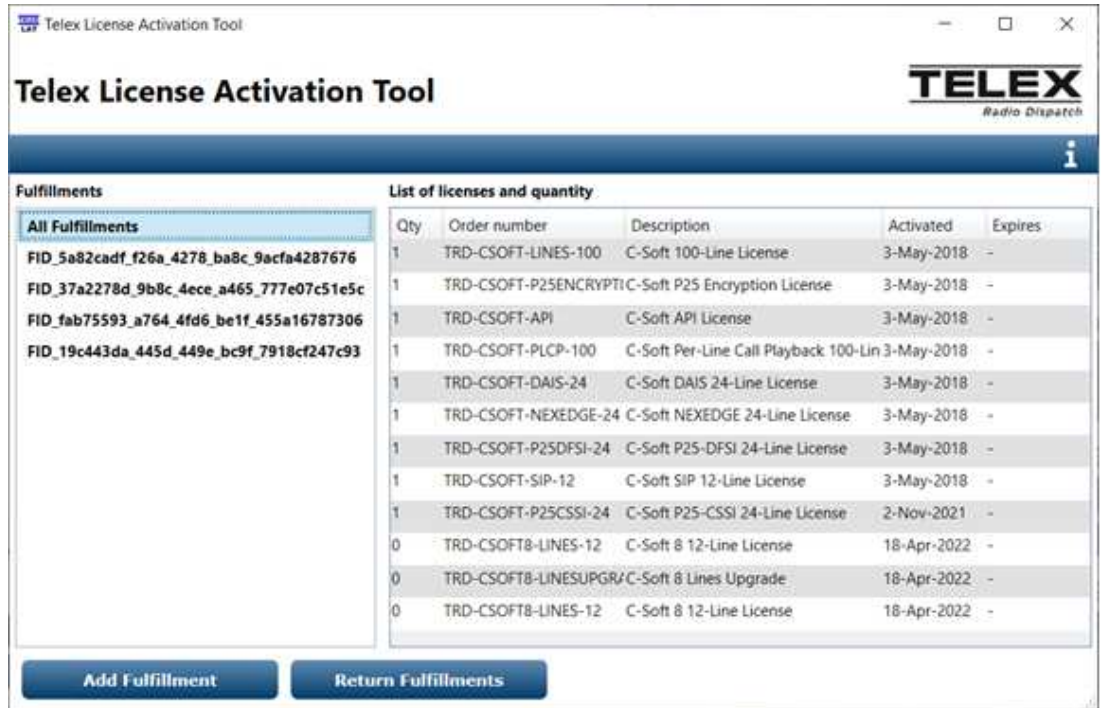 Telex License Activation Tool
Telex License Activation Tool
TELEX
Radio Dispatch
i
Fulfillments
All Fulfillments
FID_5a82cadf_f26a_4278_ba8c_9acfa4287676
FID_37a2278d_9b8c_4ece_a465_777e07c51e5c
FID_fab75593_a764_4fd6_be1f_455a16787306
FID_19c443da_445d_449e_bc9f_7918cf247c93
List of licenses and quantity
Qty Order number Description Activated Expires
1 TRD-CSOFT-LINES-100 C-Soft 100-Line License 3-May-2018 -
1 TRD-CSOFT-P25ENCRYPTI C-Soft P25 Encryption License 3-May-2018 -
1 TRD-CSOFT-API C-Soft API License 3-May-2018 -
1 TRD-CSOFT-PLCP-100 C-Soft Per-Line Call Playback 100-Lin 3-May-2018 -
1 TRD-CSOFT-DAIS-24 C-Soft DAIS 24-Line License 3-May-2018 -
1 TRD-CSOFT-NEXEDGE-24 C-Soft NEXEDGE 24-Line License 3-May-2018 -
1 TRD-CSOFT-P25DFSI-24 C-Soft P25-DFSI 24-Line License 3-May-2018 -
1 TRD-CSOFT-SIP-12 C-Soft SIP 12-Line License 3-May-2018 -
1 TRD-CSOFT-P25CSSI-24 C-Soft P25-CSSI 24-Line License 2-Nov-2021 -
0 TRD-CSOFT8-LINES-12 C-Soft 8 12-Line License 18-Apr-2022 -
0 TRD-CSOFT8-LINESUPGRA C-Soft 8 Lines Upgrade 18-Apr-2022 -
0 TRD-CSOFT8-LINES-12 C-Soft 8 12-Line License 18-Apr-2022 -
Add Fulfillment
Return Fulfillments